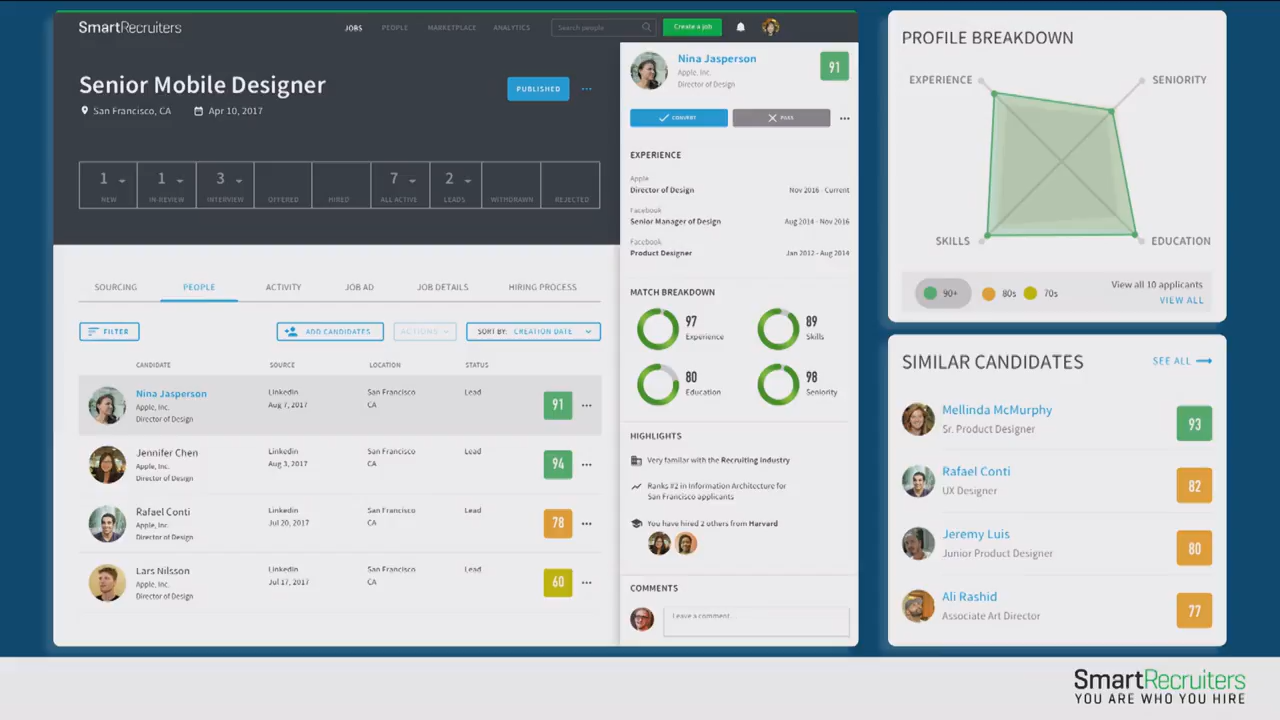 SmartRecruiters
JOBS PEOPLE MARKETPLACE ANALYTICS
Search people
Create a job
Senior Mobile Designer
San Francisco, CA Apr 10, 2017
PUBLISHED
1 1 3 7 2
NEW IN-REVIEW INTERVIEW OFFERED HIRED ALL ACTIVE LEADS WITHDRAWN REJECTED
SOURCING PEOPLE ACTIVITY JOB AD JOB DETAILS HIRING PROCESS
FILTER ADD CANDIDATES ACTIONS SORT BY: CREATION DATE
CANDIDATE SOURCE LOCATION STATUS
Nina Jasperson
Apple, Inc.
Director of Design
LinkedIn
Aug 7, 2017
San Francisco
CA
Lead
91
Jennifer Chen
Apple, Inc.
Director of Design
LinkedIn
Aug 3, 2017
San Francisco
CA
Lead
94
Rafael Conti
Apple, Inc.
Director of Design
LinkedIn
Jul 20, 2017
San Francisco
CA
Lead
78
Lars Nilsson
Apple, Inc.
Director of Design
LinkedIn
Jul 17, 2017
San Francisco
CA
Lead
60
Nina Jasperson
Apple, Inc.
Director of Design
91
CONVERT PASS
EXPERIENCE
Apple
Director of Design Nov 2016 - Current
Facebook
Senior Manager of Design Aug 2014 - Nov 2016
Facebook
Product Designer Jan 2012 - Aug 2014
MATCH BREAKDOWN
97
Experience
89
Skills
80
Education
98
Seniority
HIGHLIGHTS
Very familar with the Recruiting Industry
Ranks #2 in Information Architecture for
San Francisco applicants
You have hired 2 others from Harvard
COMMENTS
Leave a comment
PROFILE BREAKDOWN
EXPERIENCE SENIORITY
SKILLS EDUCATION
90+ 80s 70s
View all 10 applicants
VIEW ALL
SIMILAR CANDIDATES
SEE ALL
Mellinda McMurphy
Sr. Product Designer
93
Rafael Conti
UX Designer
82
Jeremy Luis
Junior Product Designer
80
Ali Rashid
Associate Art Director
77
SmartRecruiters
YOU ARE WHO YOU HIRE